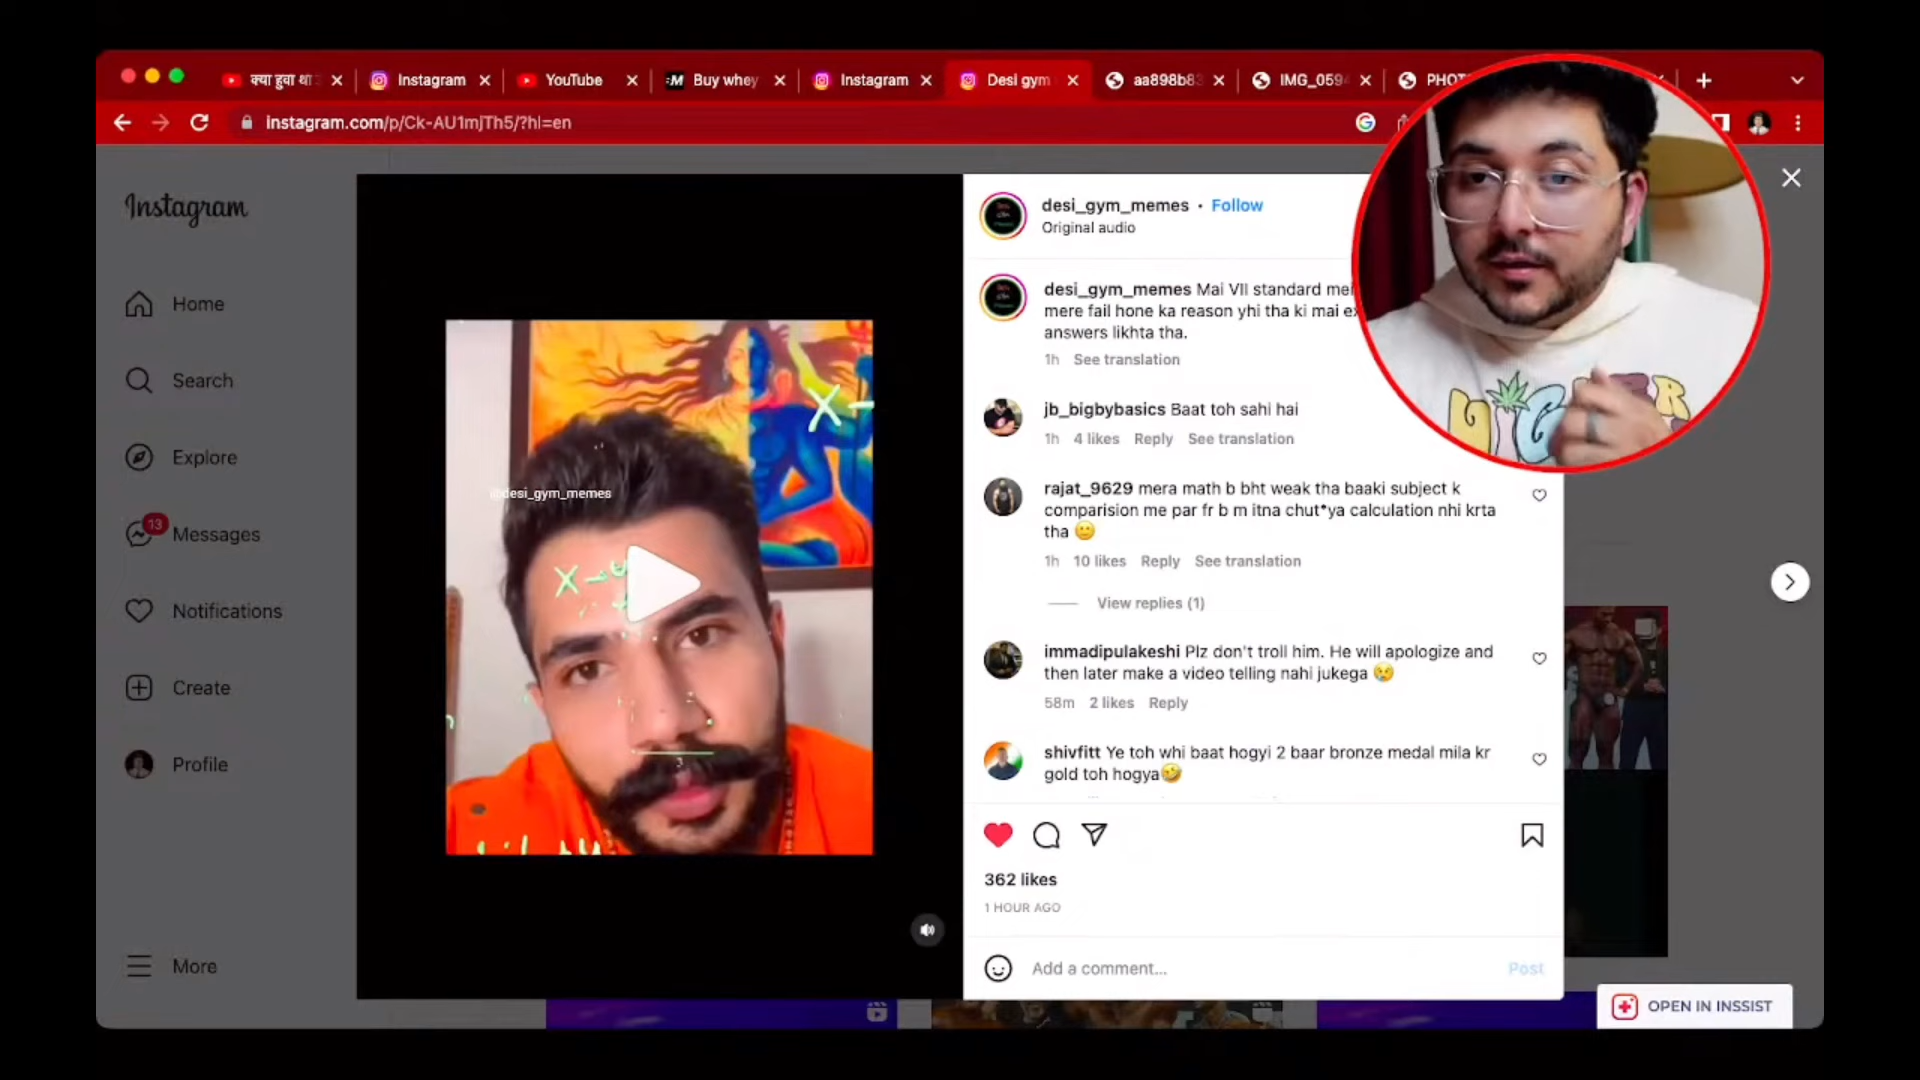 क्या हुवा था
Instagram
YouTube
Buy whey
Instagram
Desi gym
aa898b83
IMG_059
PHOT
instagram.com/p/Ck-AU1mjTh5/?hl=en
Instagram
Home
Search
Explore
13
Messages
Notifications
Create
Profile
More
@desi_gym_memes
X-
X
3
desi_gym_memes • Follow
Original audio
desi_gym_memes Mai VII standard mei
mere fail hone ka reason yhi tha ki mai ex
answers likhta tha.
1h See translation
jb_bigbybasics Baat toh sahi hai
1h 4 likes Reply See translation
rajat_9629 mera math b bht weak tha baaki subject k
comparision me par fr b m itna chut*ya calculation nhi krta
tha 🙂
1h 10 likes Reply See translation
View replies (1)
immadipulakeshi Plz don't troll him. He will apologize and
then later make a video telling nahi jukega 😢
58m 2 likes Reply
shivfitt Ye toh whi baat hogyi 2 baar bronze medal mila kr
gold toh hogya🤣
362 likes
1 HOUR AGO
Add a comment...
Post
OPEN IN INSSIST